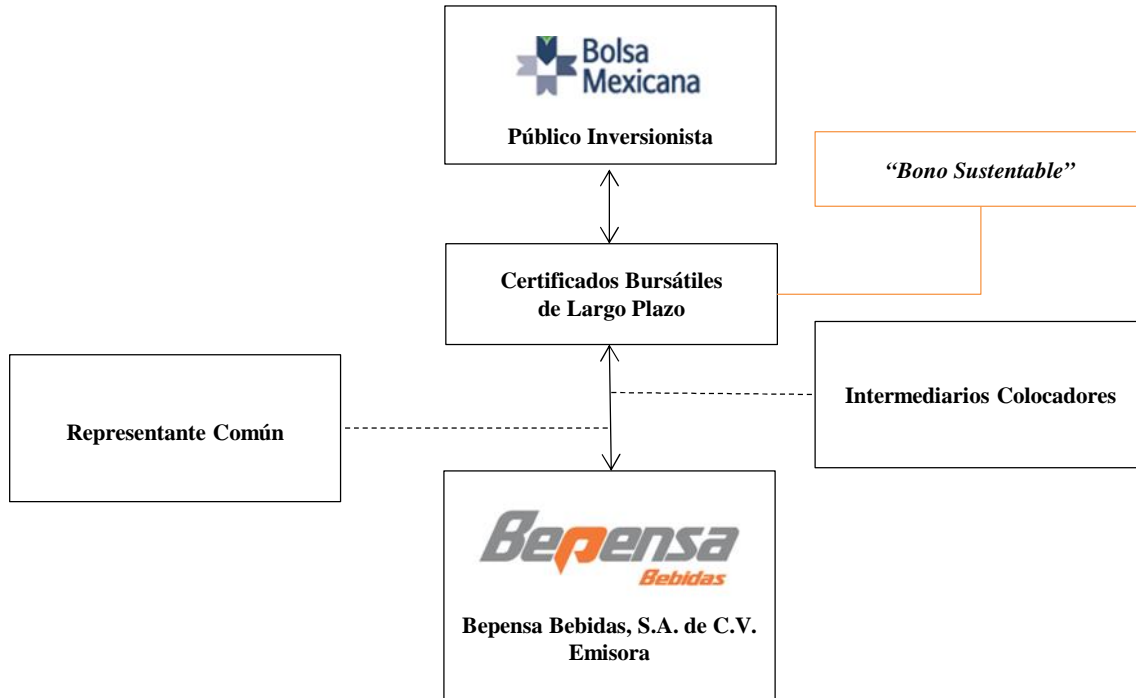 Bolsa
Mexicana
Público Inversionista
“Bono Sustentable”
Certificados Bursátiles
de Largo Plazo
Intermediarios Colocadores
Representante Común
Bepensa
Bebidas
Bepensa Bebidas, S.A. de C.V.
Emisora